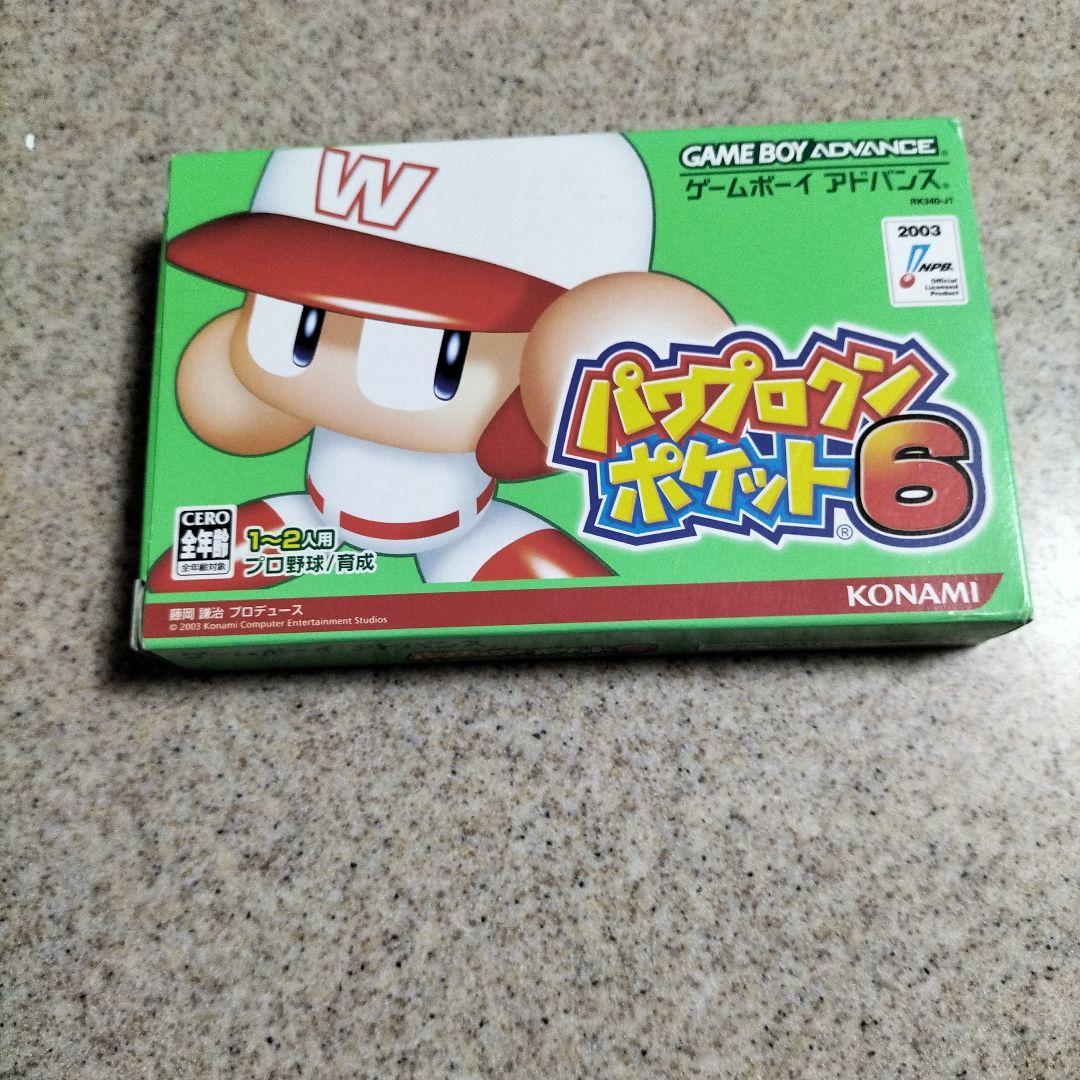 W
GAME BOY ADVANCE
ゲームボーイ アドバンス
RK340-JT
2003
NPB
Official
Licensed
Product
パワプロクン
ポケット6
®
CERO
全年齢
全年齢対象
1~2人用
プロ野球/育成
KONAMI
藤岡 謙治 プロデュース
© 2003 Konami Computer Entertainment Studios